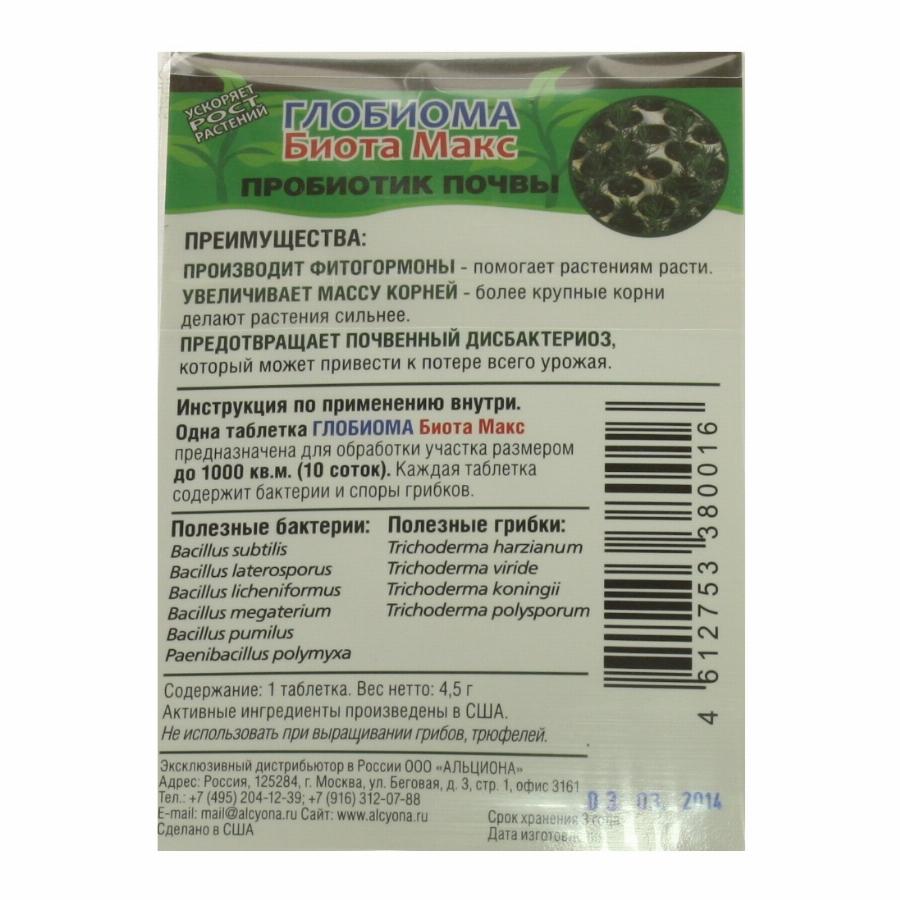 УСКОРЯЕТ
РОСТ
РАСТЕНИЙ
ГЛОБИОМА
Биота Макс
ПРОБИОТИК ПОЧВЫ
ПРЕИМУЩЕСТВА:
ПРОИЗВОДИТ ФИТОГОРМОНЫ - помогает растениям расти.
УВЕЛИЧИВАЕТ МАССУ КОРНЕЙ - более крупные корни
делают растения сильнее.
ПРЕДОТВРАЩАЕТ ПОЧВЕННЫЙ ДИСБАКТЕРИОЗ,
который может привести к потере всего урожая.
Инструкция по применению внутри.
Одна таблетка ГЛОБИОМА Биота Макс
предназначена для обработки участка размером
до 1000 кв.м. (10 соток). Каждая таблетка
содержит бактерии и споры грибков.
Полезные бактерии:
Bacillus subtilis
Bacillus laterosporus
Bacillus licheniformus
Bacillus megaterium
Bacillus pumilus
Paenibacillus polymyxa
Полезные грибки:
Trichoderma harzianum
Trichoderma viride
Trichoderma koningii
Trichoderma polysporum
4 612753 380016
Содержание: 1 таблетка. Вес нетто: 4,5 г
Активные ингредиенты произведены в США.
Не использовать при выращивании грибов, трюфелей.
Эксклюзивный дистрибьютор в России ООО «АЛЬЦИОНА»
Адрес: Россия, 125284, г. Москва, ул. Беговая, д. 3, стр. 1, офис 3161
Тел.: +7 (495) 204-12-39; +7 (916) 312-07-88
E-mail: mail@alcyona.ru Сайт: www.alcyona.ru
Сделано в США
03 03. 2014
Срок хранения 3 года
Дата